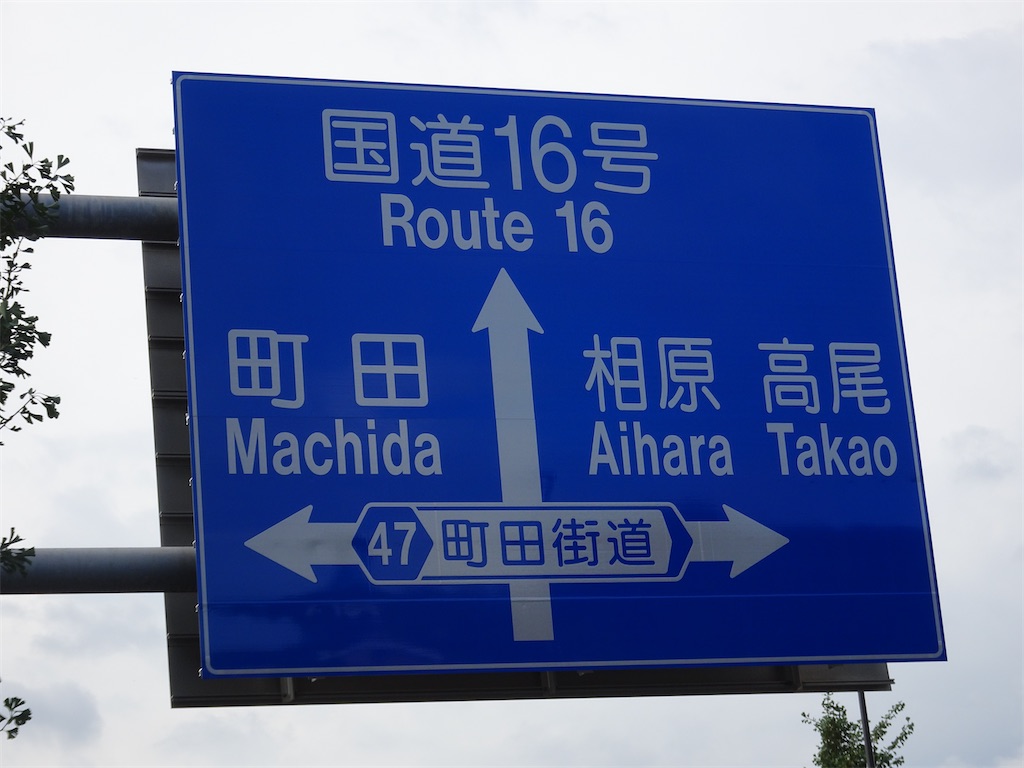 国道16号
Route 16
町田
Machida
相原 高尾
Aihara Takao
47 町田街道